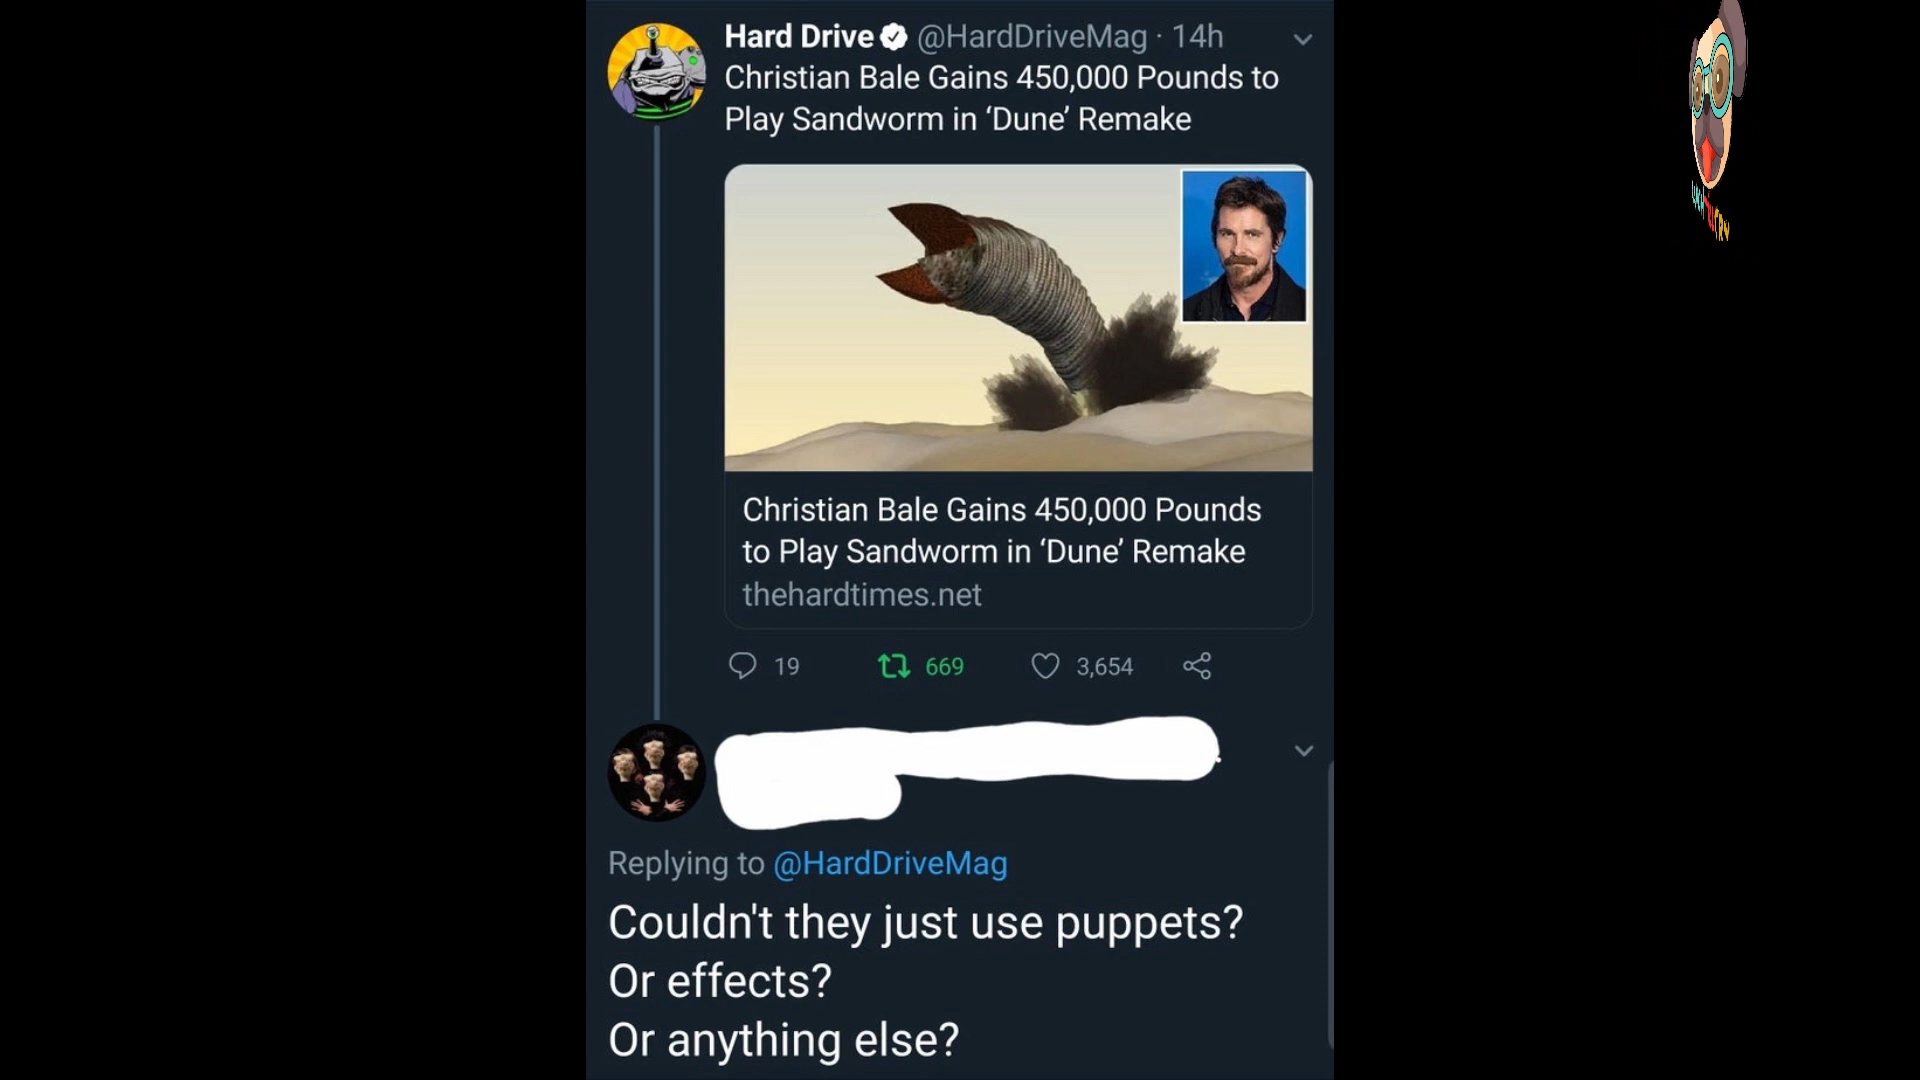 Hard Drive @HardDriveMag · 14h
Christian Bale Gains 450,000 Pounds to
Play Sandworm in ‘Dune’ Remake
Christian Bale Gains 450,000 Pounds
to Play Sandworm in ‘Dune’ Remake
thehardtimes.net
19 669 3,654
Replying to @HardDriveMag
Couldn't they just use puppets?
Or effects?
Or anything else?